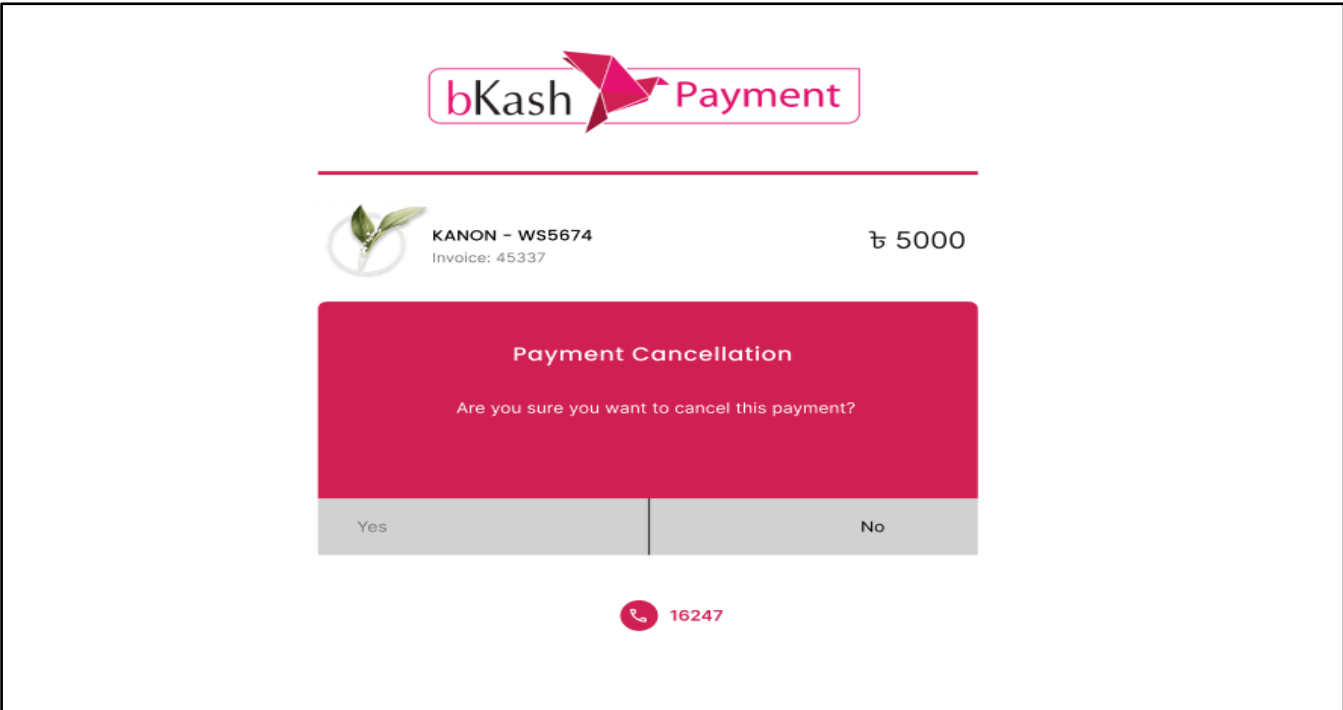 bKash Payment
KANON - WS5674
Invoice: 45337
৳ 5000
Payment Cancellation
Are you sure you want to cancel this payment?
Yes
No
16247